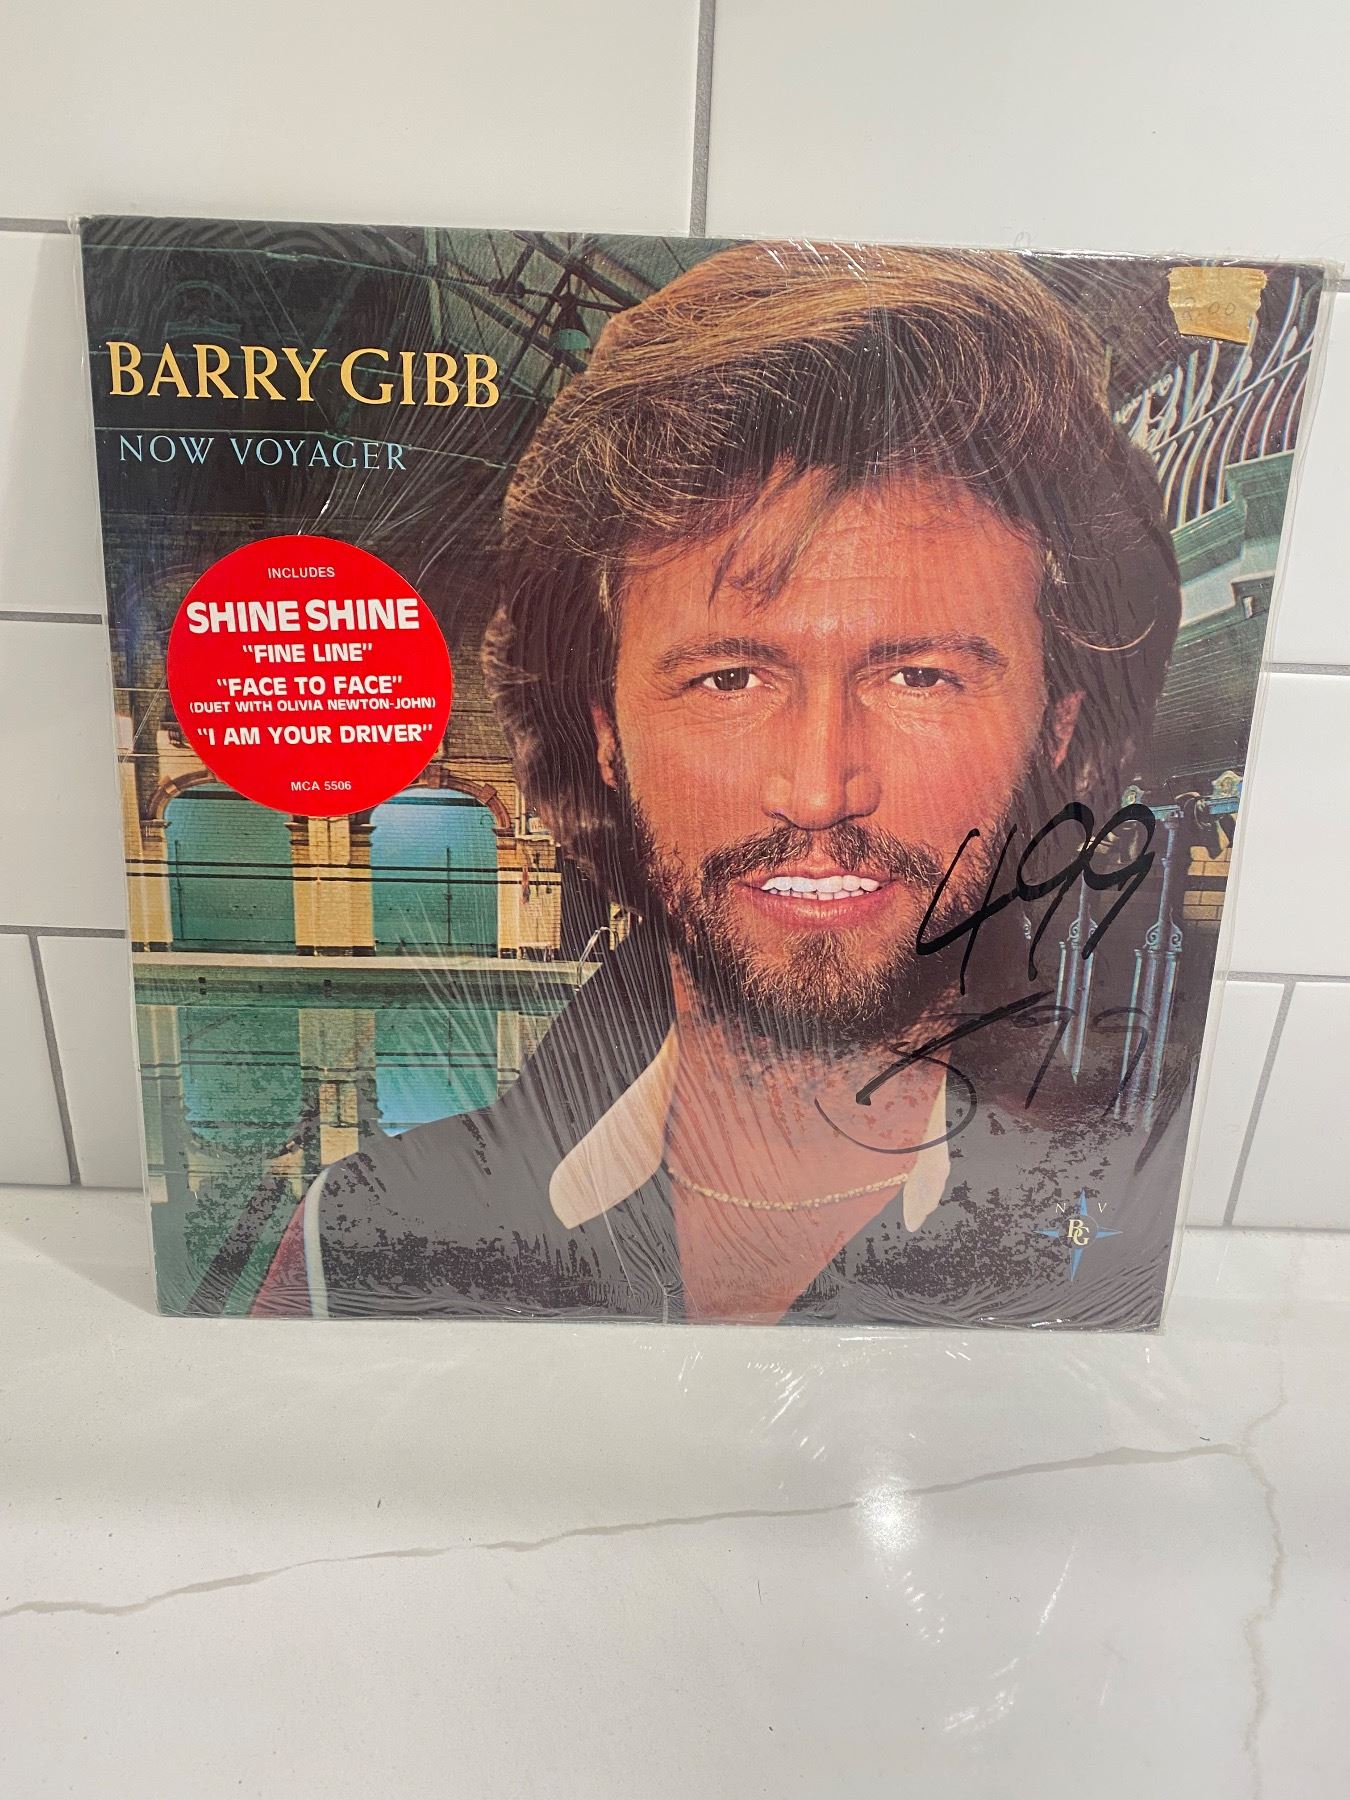 BARRY GIBB
NOW VOYAGER
INCLUDES
SHINE SHINE
"FINE LINE"
"FACE TO FACE"
(DUET WITH OLIVIA NEWTON-JOHN)
"I AM YOUR DRIVER"
MCA 5506
499
599
N V
BG